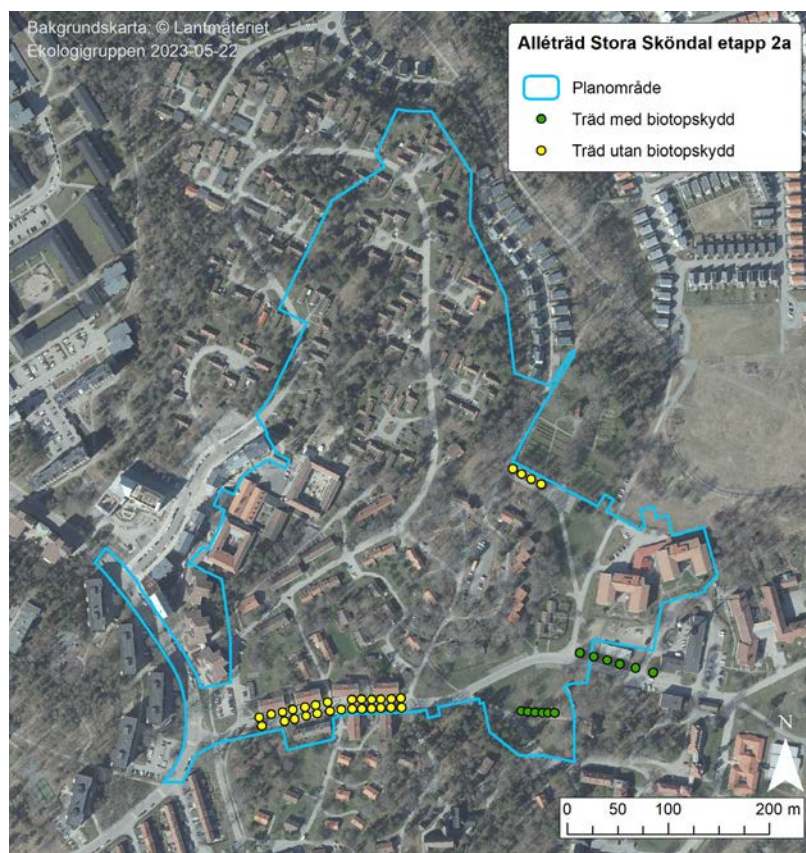 Bakgrundskarta: © Lantmäteriet
Ekologigruppen 2023-05-22
Alléträd Stora Sköndal etapp 2a
Planområde
Träd med biotopskydd
Träd utan biotopskydd
N
0 50 100 200 m